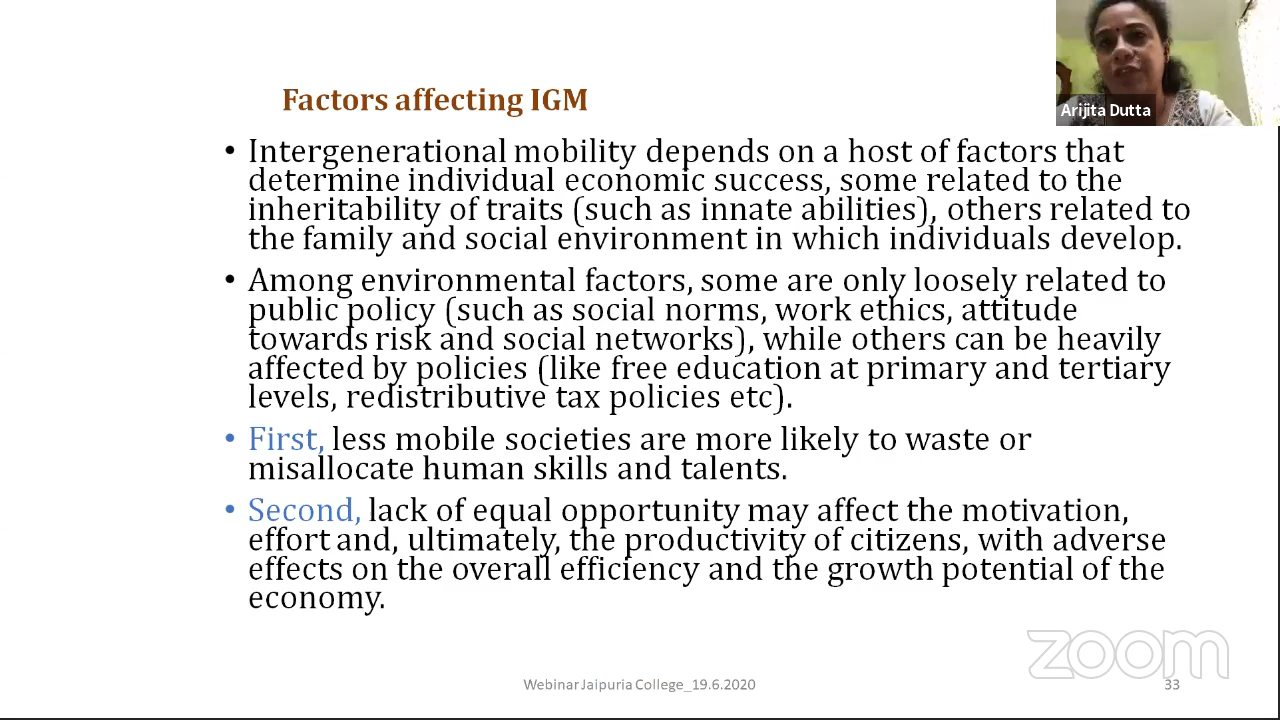 Arijita Dutta
Factors affecting IGM
• Intergenerational mobility depends on a host of factors that
determine individual economic success, some related to the
inheritability of traits (such as innate abilities), others related to
the family and social environment in which individuals develop.
• Among environmental factors, some are only loosely related to
public policy (such as social norms, work ethics, attitude
towards risk and social networks), while others can be heavily
affected by policies (like free education at primary and tertiary
levels, redistributive tax policies etc).
• First, less mobile societies are more likely to waste or
misallocate human skills and talents.
• Second, lack of equal opportunity may affect the motivation,
effort and, ultimately, the productivity of citizens, with adverse
effects on the overall efficiency and the growth potential of the
economy.
zoom
Webinar Jaipuria College_19.6.2020
33